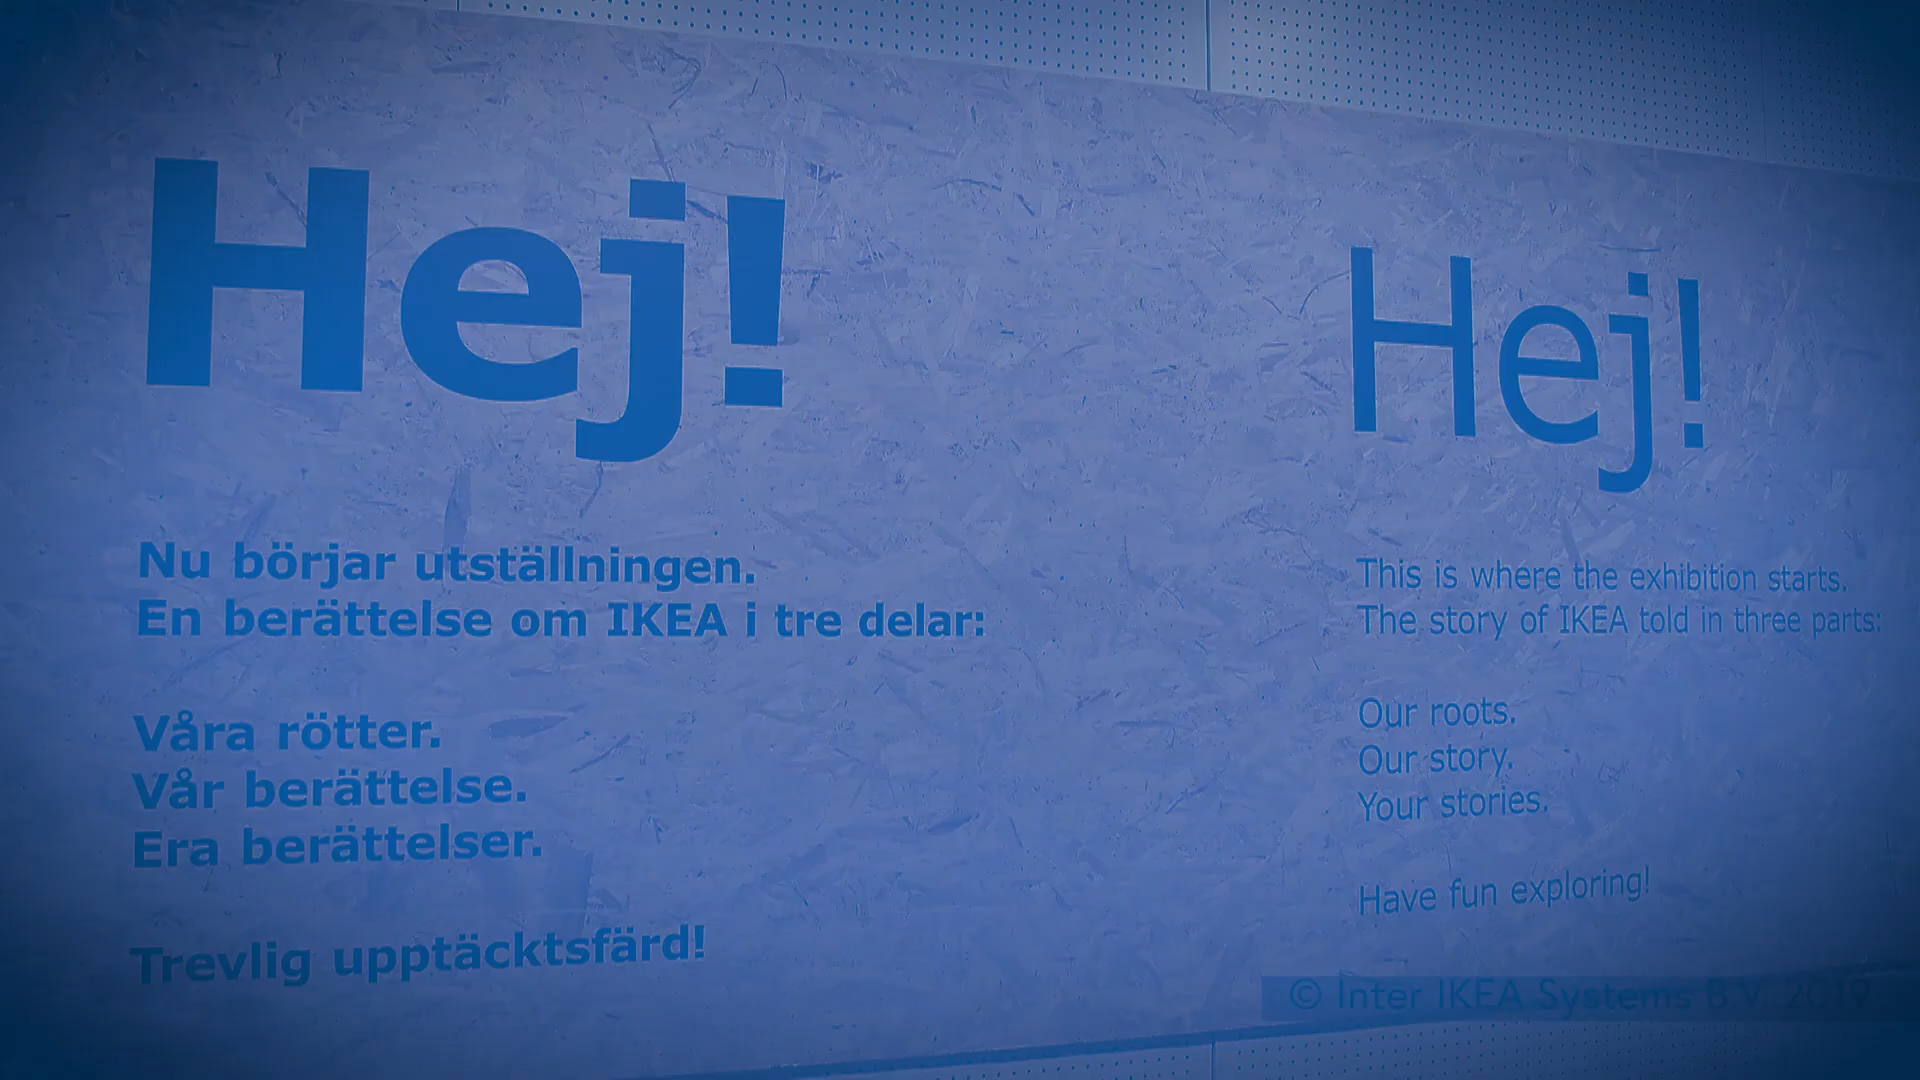 Hej!
Nu börjar utställningen.
En berättelse om IKEA i tre delar:
Våra rötter.
Vår berättelse.
Era berättelser.
Trevlig upptäcktsfärd!
Hej!
This is where the exhibition starts.
The story of IKEA told in three parts:
Our roots.
Our story.
Your stories.
Have fun exploring!
© Inter IKEA Systems B.V. 2019